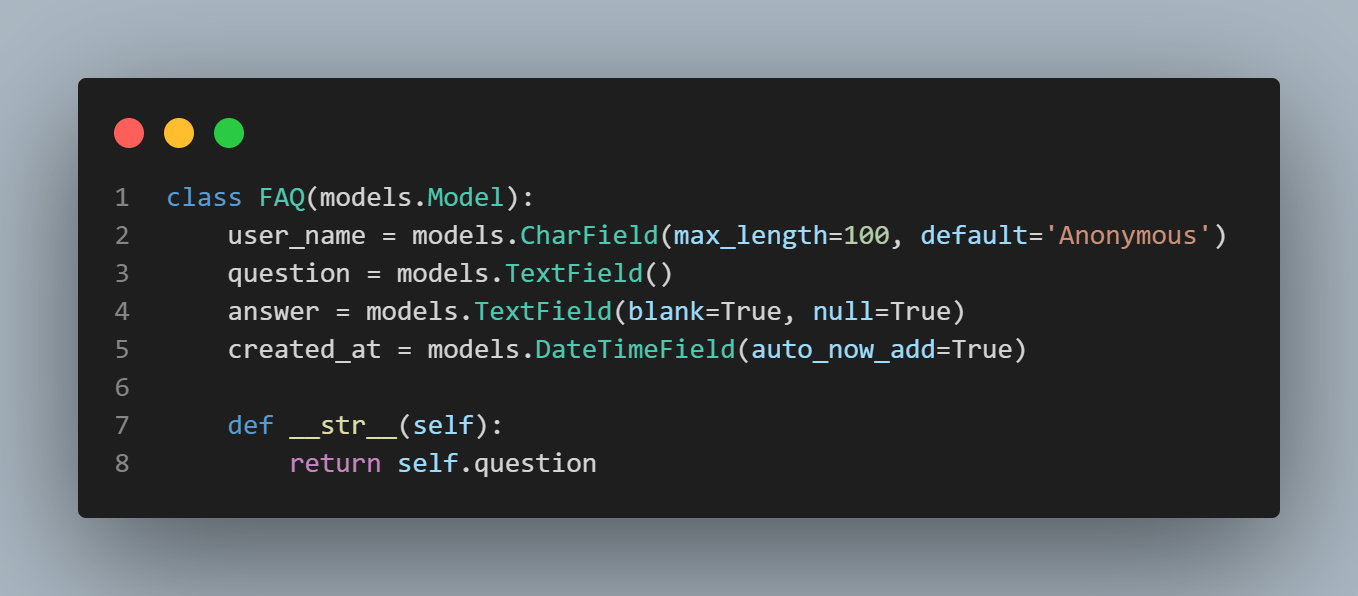 1 class FAQ(models.Model):
2     user_name = models.CharField(max_length=100, default='Anonymous')
3     question = models.TextField()
4     answer = models.TextField(blank=True, null=True)
5     created_at = models.DateTimeField(auto_now_add=True)
6
7     def __str__(self):
8         return self.question